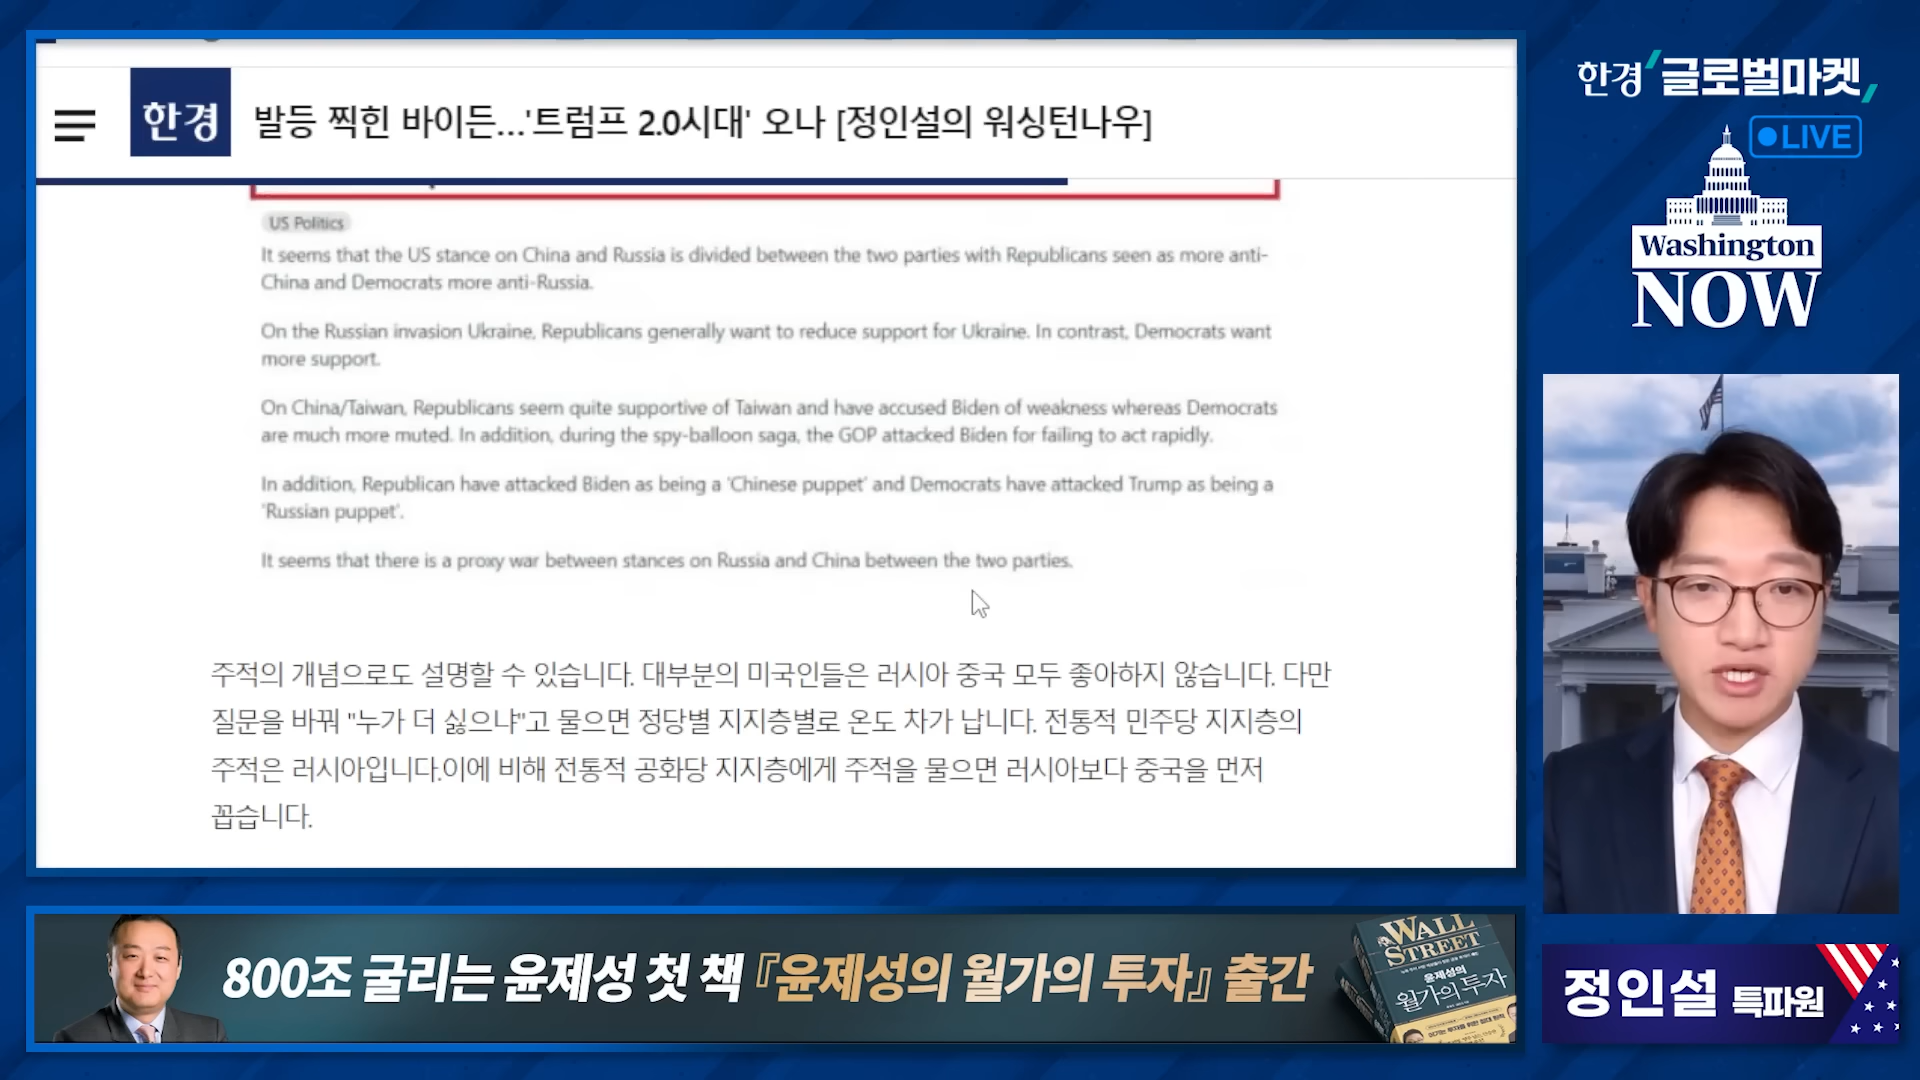 한경
발등 찍힌 바이든...'트럼프 2.0시대' 오나 [정인설의 워싱턴나우]
US Politics
It seems that the US stance on China and Russia is divided between the two parties with Republicans seen as more anti-
China and Democrats more anti-Russia.
On the Russian invasion Ukraine, Republicans generally want to reduce support for Ukraine. In contrast, Democrats want
more support.
On China/Taiwan, Republicans seem quite supportive of Taiwan and have accused Biden of weakness whereas Democrats
are much more muted. In addition, during the spy-balloon saga, the GOP attacked Biden for failing to act rapidly.
In addition, Republican have attacked Biden as being a 'Chinese puppet' and Democrats have attacked Trump as being a
'Russian puppet'.
It seems that there is a proxy war between stances on Russia and China between the two parties.
주적의 개념으로도 설명할 수 있습니다. 대부분의 미국인들은 러시아 중국 모두 좋아하지 않습니다. 다만
질문을 바꿔 "누가 더 싫으냐"고 물으면 정당별 지지층별로 온도 차가 납니다. 전통적 민주당 지지층의
주적은 러시아입니다.이에 비해 전통적 공화당 지지층에게 주적을 물으면 러시아보다 중국을 먼저
꼽습니다.
한경 글로벌마켓
LIVE
Washington
NOW
정인설 특파원
800조 굴리는 윤제성 첫 책 『윤제성의 월가의 투자』 출간
WALL
STREET
윤제성의
월가의 투자